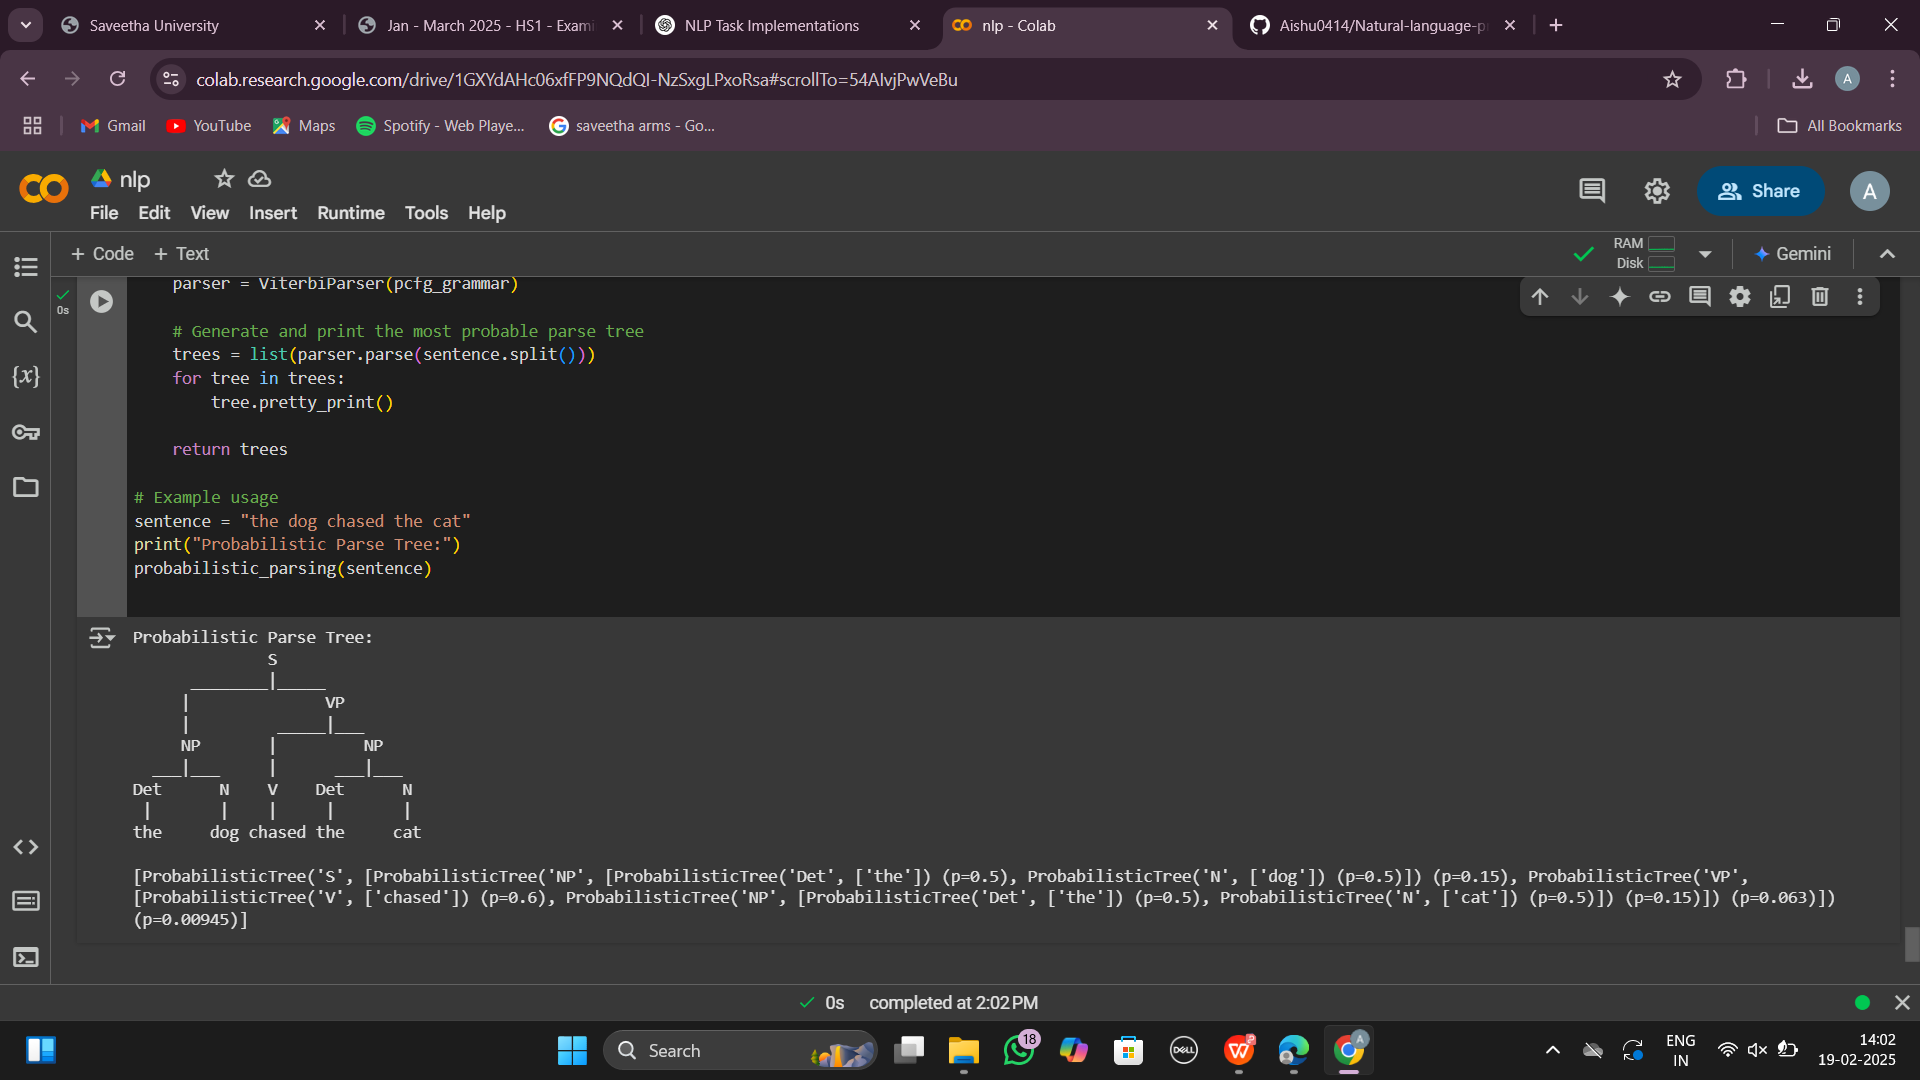 Saveetha University
Jan - March 2025 - HS1 - Exami
NLP Task Implementations
nlp - Colab
Aishu0414/Natural-language-p
colab.research.google.com/drive/1GXYdAHc06xfFP9NQdQI-NzSxgLPxoRsa#scrollTo=54AIvjPwVeBu
A
Gmail
YouTube
Maps
Spotify - Web Playe...
saveetha arms - Go...
All Bookmarks
nlp
File Edit View Insert Runtime Tools Help
Share
A
+ Code + Text
RAM
Disk
Gemini
0s
parser = ViterbiParser(pcfg_grammar)
# Generate and print the most probable parse tree
trees = list(parser.parse(sentence.split()))
for tree in trees:
tree.pretty_print()
return trees
# Example usage
sentence = "the dog chased the cat"
print("Probabilistic Parse Tree:")
probabilistic_parsing(sentence)
{x}
Probabilistic Parse Tree:
S
VP
NP NP
Det N V Det N
the dog chased the cat
[ProbabilisticTree('S', [ProbabilisticTree('NP', [ProbabilisticTree('Det', ['the']) (p=0.5), ProbabilisticTree('N', ['dog']) (p=0.5)]) (p=0.15), ProbabilisticTree('VP',
[ProbabilisticTree('V', ['chased']) (p=0.6), ProbabilisticTree('NP', [ProbabilisticTree('Det', ['the']) (p=0.5), ProbabilisticTree('N', ['cat']) (p=0.5)]) (p=0.15)]) (p=0.063)])
(p=0.00945)]
0s completed at 2:02 PM
Search
18
DELL
A
ENG
IN
14:02
19-02-2025